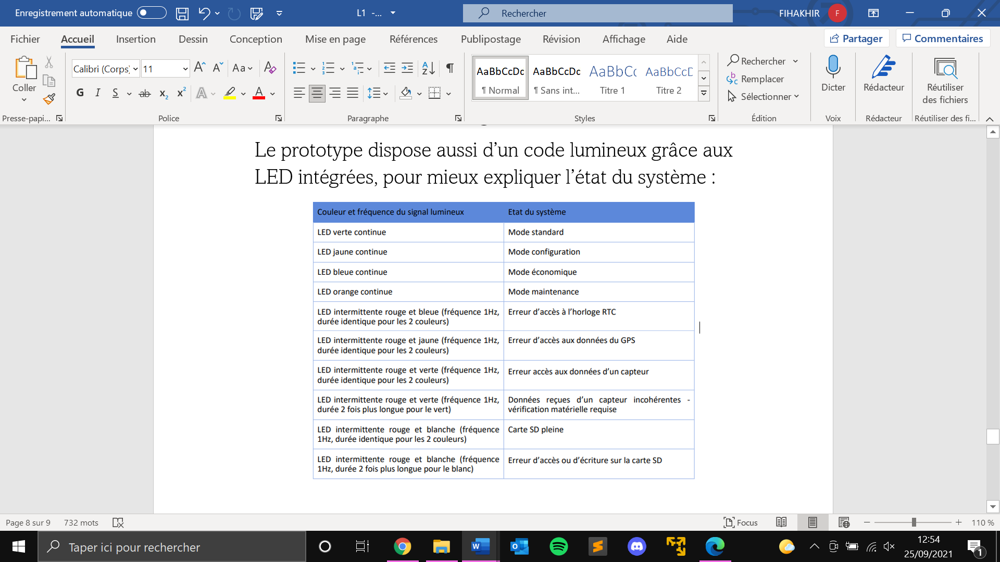 Enregistrement automatique
L1 -...
Rechercher
FIHAKHIR
F
Fichier
Accueil
Insertion
Dessin
Conception
Mise en page
Références
Publipostage
Révision
Affichage
Aide
Partager
Commentaires
Coller
Calibri (Corps)
11
Aa
G I S ab x₂ x²
AaBbCcDc
¶ Normal
AaBbCcDc
¶ Sans int...
AaBbCc
Titre 1
AaBbCcD
Titre 2
Rechercher
Remplacer
Sélectionner
Dicter
Rédacteur
Réutiliser
des fichiers
Presse-papi...
Police
Paragraphe
Styles
Édition
Voix
Rédacteur
Réutiliser des fi...
Le prototype dispose aussi d’un code lumineux grâce aux
LED intégrées, pour mieux expliquer l’état du système :
Couleur et fréquence du signal lumineux
Etat du système
LED verte continue
Mode standard
LED jaune continue
Mode configuration
LED bleue continue
Mode économique
LED orange continue
Mode maintenance
LED intermittente rouge et bleue (fréquence 1Hz,
durée identique pour les 2 couleurs)
Erreur d’accès à l’horloge RTC
LED intermittente rouge et jaune (fréquence 1Hz,
durée identique pour les 2 couleurs)
Erreur d’accès aux données du GPS
LED intermittente rouge et verte (fréquence 1Hz,
durée identique pour les 2 couleurs)
Erreur accès aux données d’un capteur
LED intermittente rouge et verte (fréquence 1Hz,
durée 2 fois plus longue pour le vert)
Données reçues d’un capteur incohérentes -
vérification matérielle requise
LED intermittente rouge et blanche (fréquence
1Hz, durée identique pour les 2 couleurs)
Carte SD pleine
LED intermittente rouge et blanche (fréquence
1Hz, durée 2 fois plus longue pour le blanc)
Erreur d’accès ou d’écriture sur la carte SD
Page 8 sur 9
732 mots
Focus
110 %
Taper ici pour rechercher
12:54
25/09/2021
1